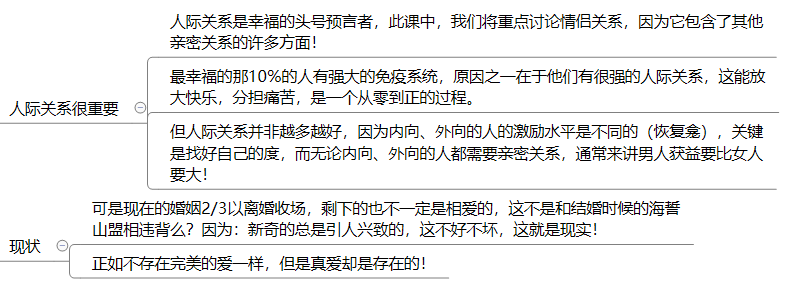 人际关系是幸福的头号预言者，此课中，我们将重点讨论情侣关系，因为它包含了其他
亲密关系的许多方面！
最幸福的那10%的人有强大的免疫系统，原因之一在于他们有很强的人际关系，这能放
大快乐，分担痛苦，是一个从零到正的过程。
人际关系很重要
但人际关系并非越多越好，因为内向、外向的人的激励水平是不同的（恢复龛），关键
是找好自己的度，而无论内向、外向的人都需要亲密关系，通常来讲男人获益要比女人
要大！
可是现在的婚姻2/3以离婚收场，剩下的也不一定是相爱的，这不是和结婚时候的海誓
山盟相违背么？因为：新奇的总是引人兴致的，这不好不坏，这就是现实！
现状
正如不存在完美的爱一样，但是真爱却是存在的！